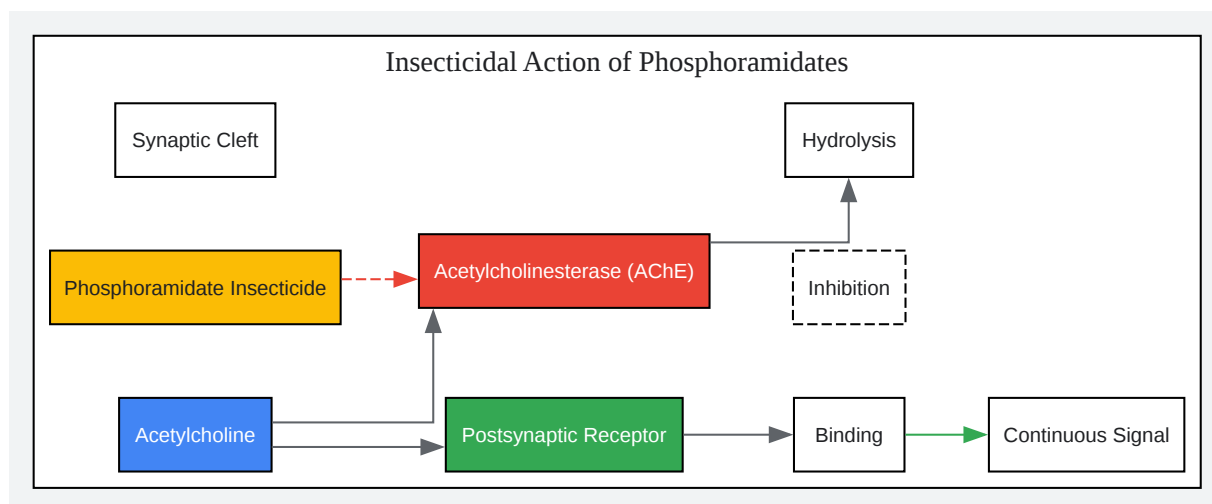 Insecticidal Action of Phosphoramidates
Synaptic Cleft
Hydrolysis
Phosphoramidate Insecticide
Acetylcholinesterase (AChE)
Inhibition
Acetylcholine
Postsynaptic Receptor
Binding
Continuous Signal